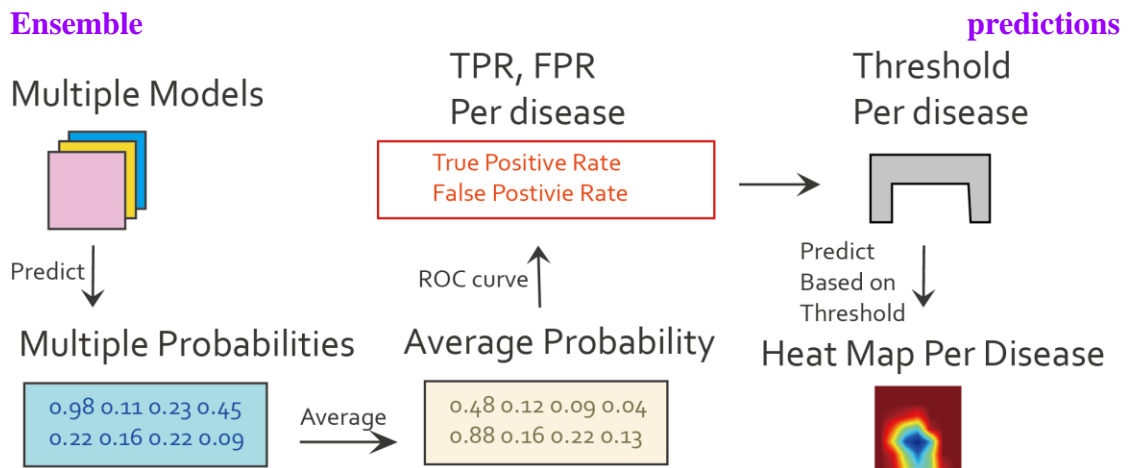 Ensemble predictions
Multiple Models
Predict
Multiple Probabilities
0.98 0.11 0.23 0.45
0.22 0.16 0.22 0.09
Average
TPR, FPR
Per disease
True Positive Rate
False Postivie Rate
ROC curve
Average Probability
0.48 0.12 0.09 0.04
0.88 0.16 0.22 0.13
Threshold
Per disease
Predict
Based on
Threshold
Heat Map Per Disease